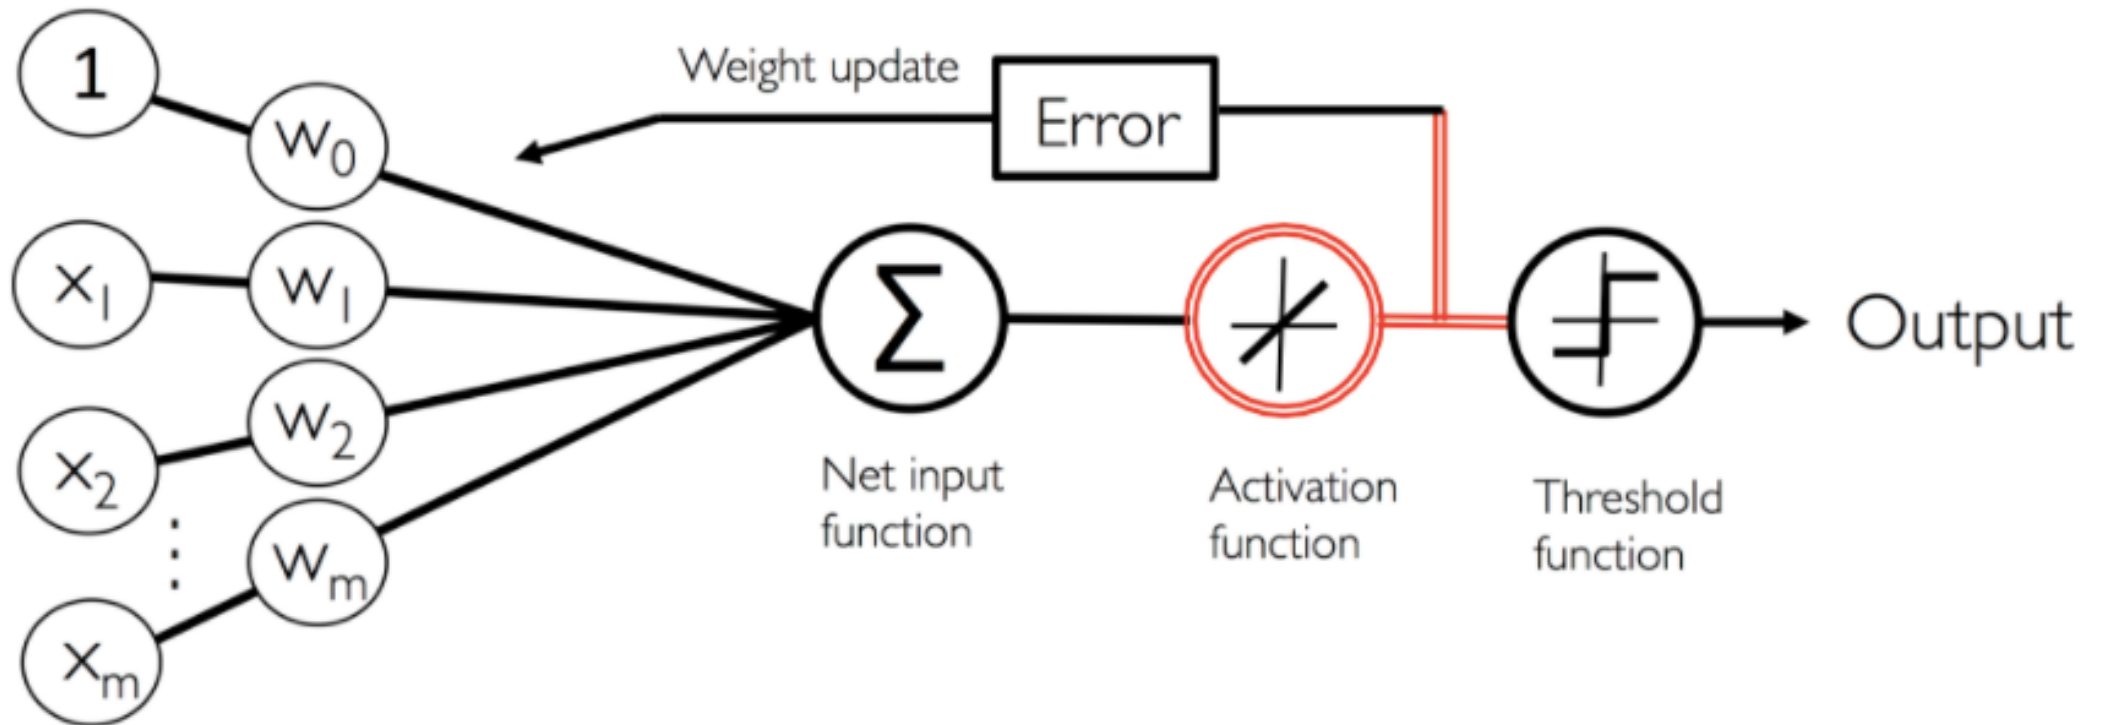 1
W0
Weight update
Error
X1
W1
Σ
Output
X2
W2
⋮
Wm
Xm
Net input
function
Activation
function
Threshold
function